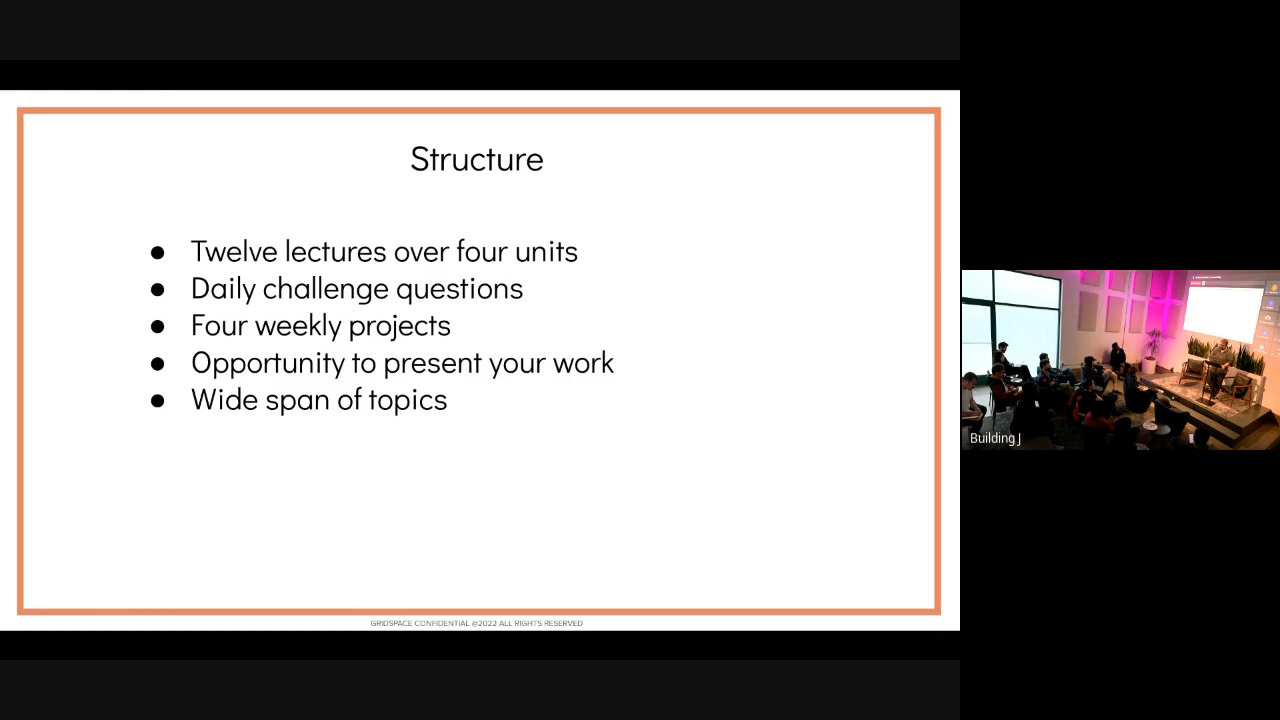 Structure
● Twelve lectures over four units
● Daily challenge questions
● Four weekly projects
● Opportunity to present your work
● Wide span of topics
GRIDSPACE CONFIDENTIAL @2022 ALL RIGHTS RESERVED
Building J